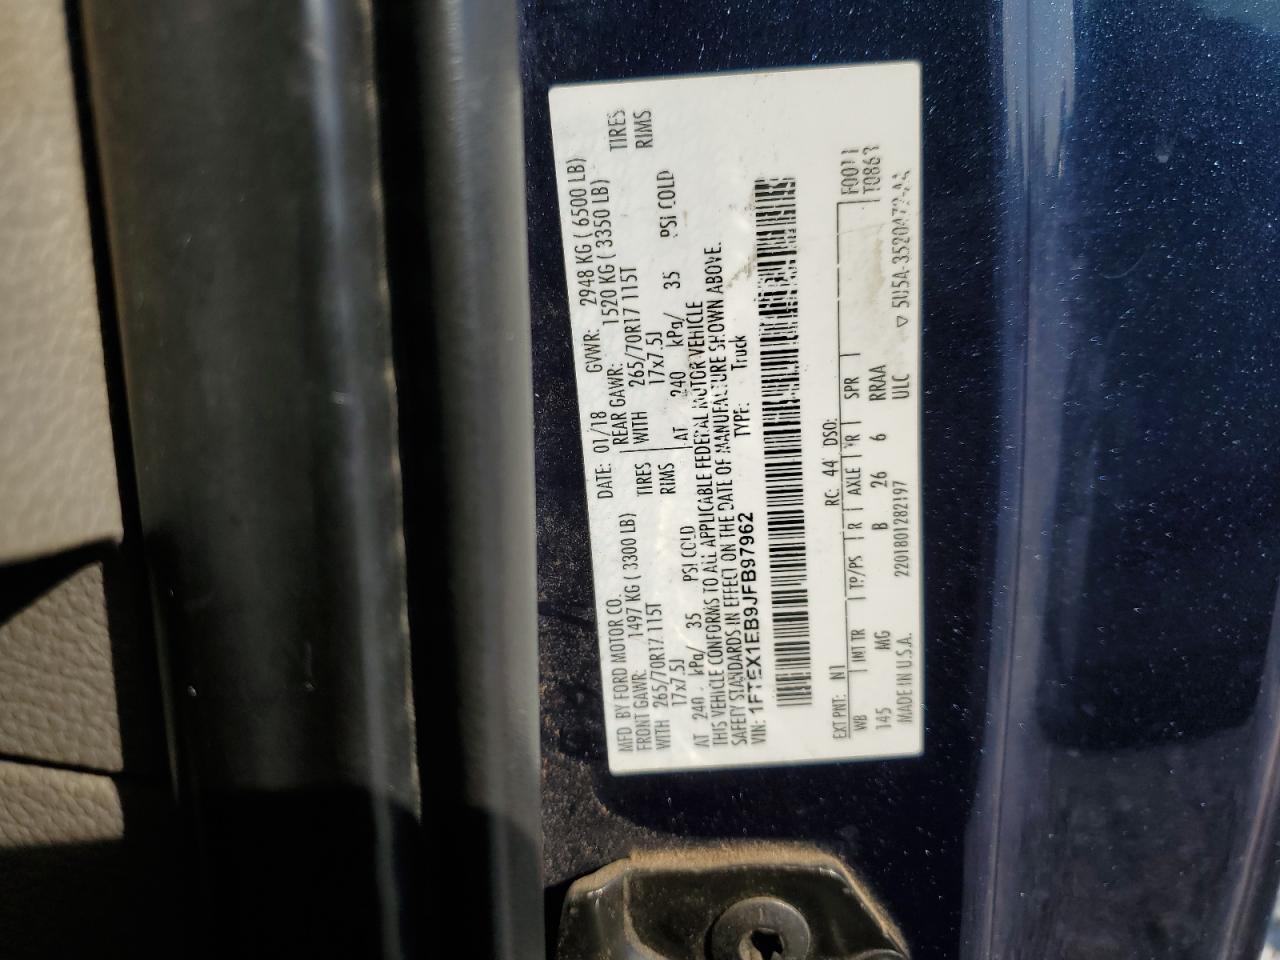 MFD. BY FORD MOTOR CO.
DATE: 01/18 GVWR: 2948 KG ( 6500 LB)
FRONT GAWR: 1497 KG ( 3300 LB) REAR GAWR: 1520 KG ( 3350 LB)
WITH 265/70R17 115T TIRES WITH 265/70R17 115T TIRES
17x7.5J RIMS 17x7.5J RIMS
AT 240 kPa/ 35 PSI COLD AT 240 kPa/ 35 PSI COLD
THIS VEHICLE CONFORMS TO ALL APPLICABLE FEDERAL MOTOR VEHICLE
SAFETY STANDARDS IN EFFECT ON THE DATE OF MANUFACTURE SHOWN ABOVE.
VIN: 1FTEX1EB9JFB97962 TYPE: Truck
EXT PNT: N1 RC: 44 DSO: F0011
WB INT TR TP/PS R AXLE TR SPR T0863
145 MG B 26 6 RRAA
MADE IN U.S.A. 2201801282197 ULC